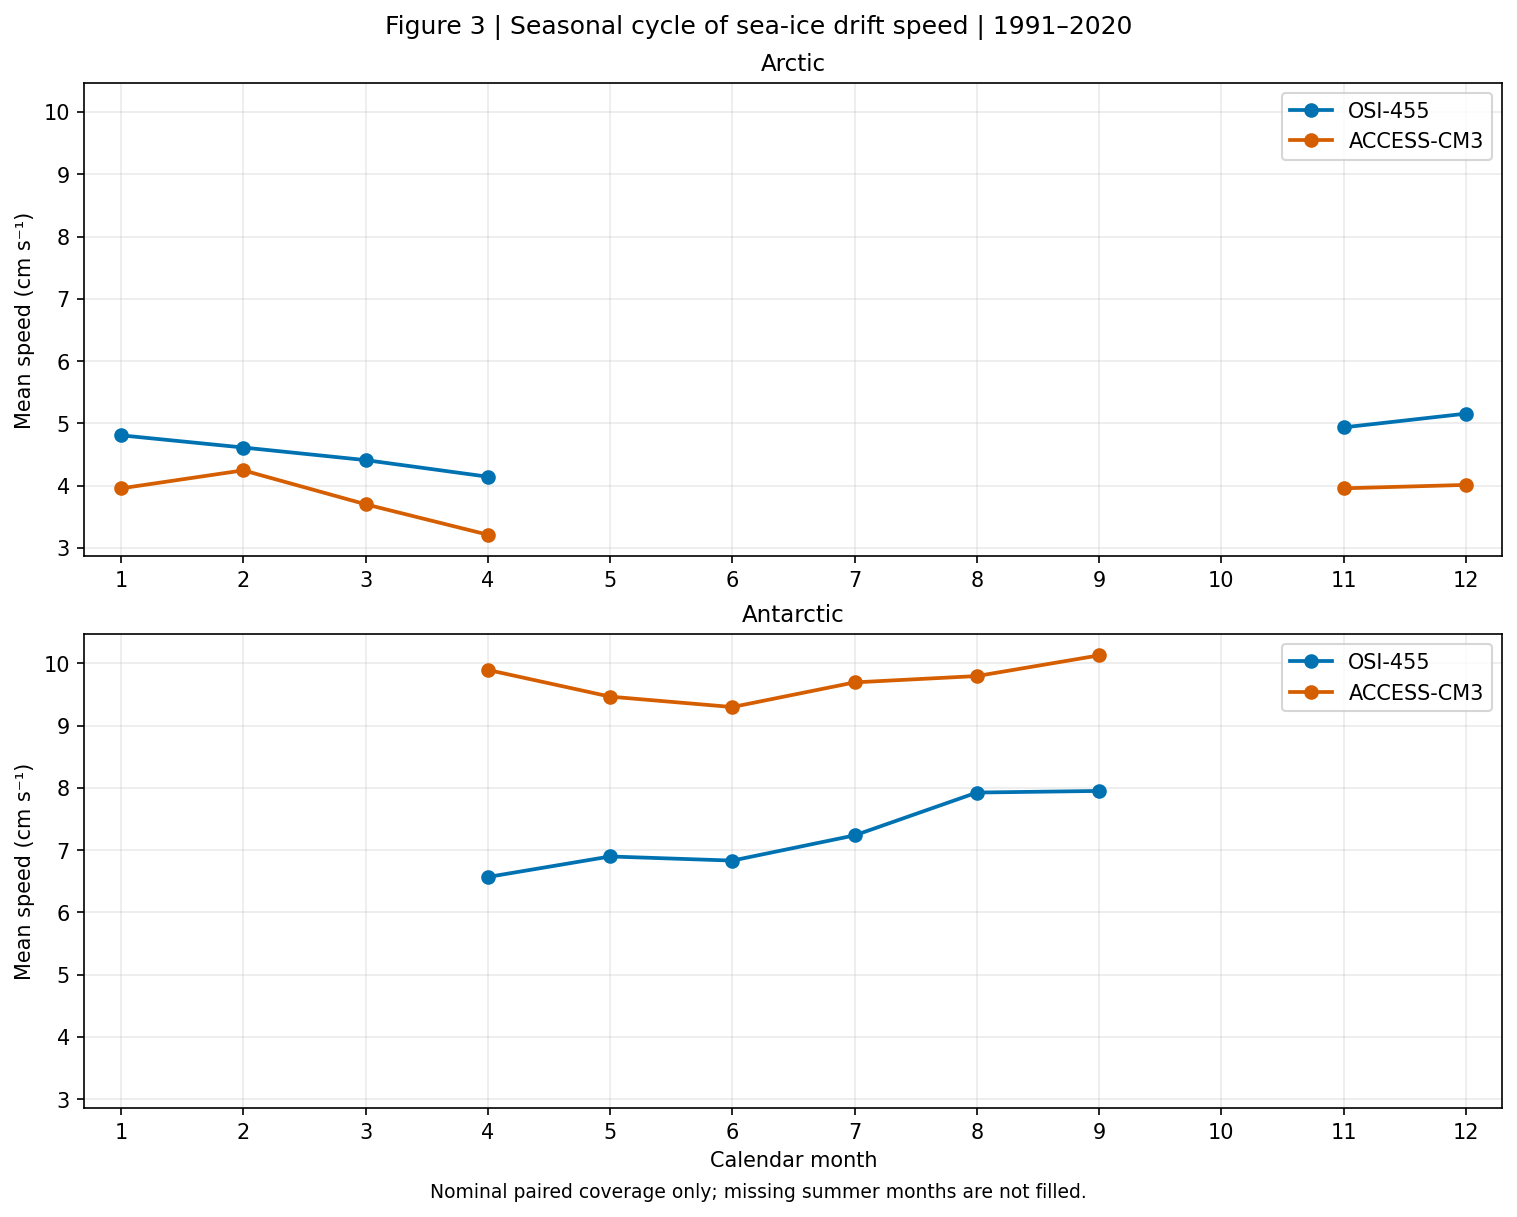 Figure 3 | Seasonal cycle of sea-ice drift speed | 1991–2020
Arctic
Mean speed (cm s⁻¹)
10
9
8
7
6
5
4
3
OSI-455
ACCESS-CM3
1 2 3 4 5 6 7 8 9 10 11 12
Antarctic
Mean speed (cm s⁻¹)
10
9
8
7
6
5
4
3
OSI-455
ACCESS-CM3
1 2 3 4 5 6 7 8 9 10 11 12
Calendar month
Nominal paired coverage only; missing summer months are not filled.